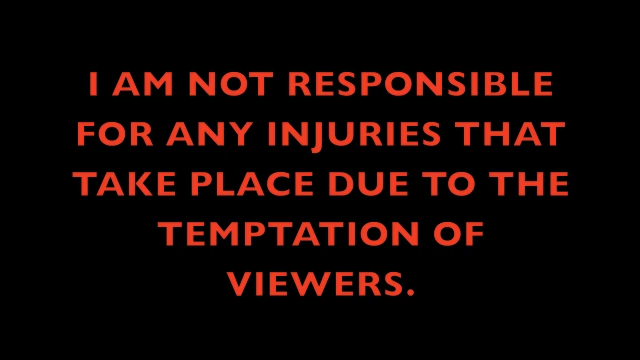 I AM NOT RESPONSIBLE
FOR ANY INJURIES THAT
TAKE PLACE DUE TO THE
TEMPTATION OF
VIEWERS.